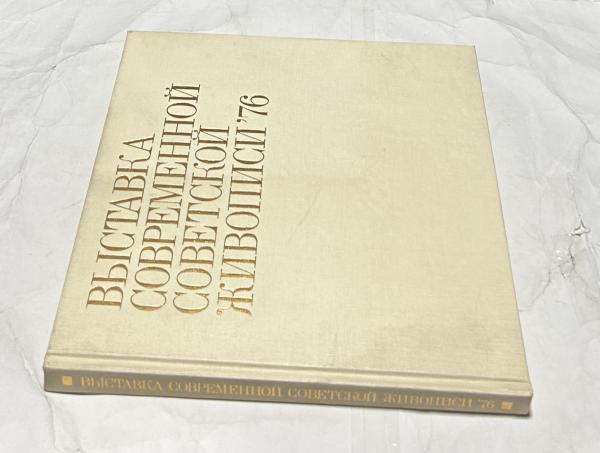 ВЫСТАВКА
СОВРЕМЕННОЙ
СОВЕТСКОЙ
ЖИВОПИСИ '76
ВЫСТАВКА СОВРЕМЕННОЙ СОВЕТСКОЙ ЖИВОПИСИ '76